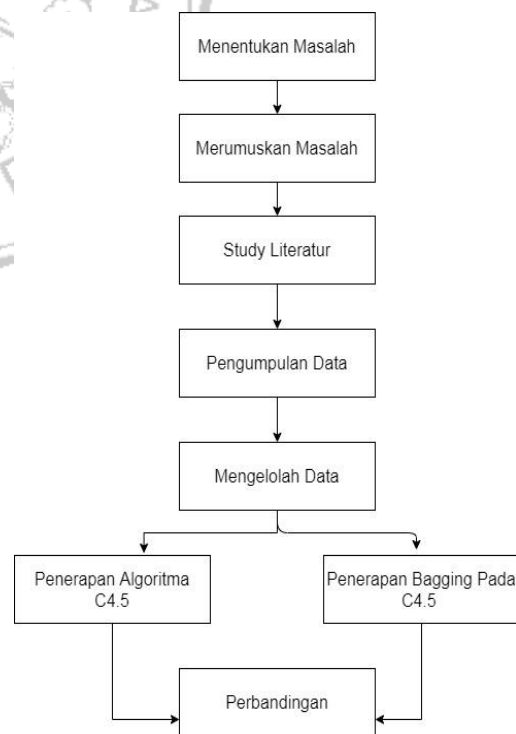 Menentukan Masalah
Merumuskan Masalah
Study Literatur
Pengumpulan Data
Mengelolah Data
Penerapan Algoritma
C4.5
Penerapan Bagging Pada
C4.5
Perbandingan